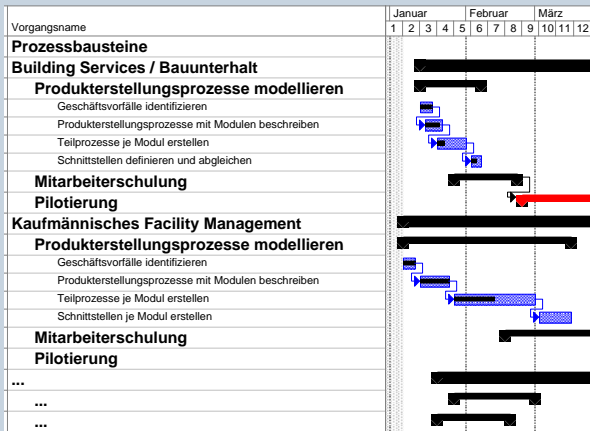 Januar Februar März
Vorgangsname 1 2 3 4 5 6 7 8 9 10 11 12
Prozessbausteine
Building Services / Bauunterhalt
Produkterstellungsprozesse modellieren
Geschäftsvorfälle identifizieren
Produkterstellungsprozesse mit Modulen beschreiben
Teilprozesse je Modul erstellen
Schnittstellen definieren und abgleichen
Mitarbeiterschulung
Pilotierung
Kaufmännisches Facility Management
Produkterstellungsprozesse modellieren
Geschäftsvorfälle identifizieren
Produkterstellungsprozesse mit Modulen beschreiben
Teilprozesse je Modul erstellen
Schnittstellen je Modul erstellen
Mitarbeiterschulung
Pilotierung
...
...
...